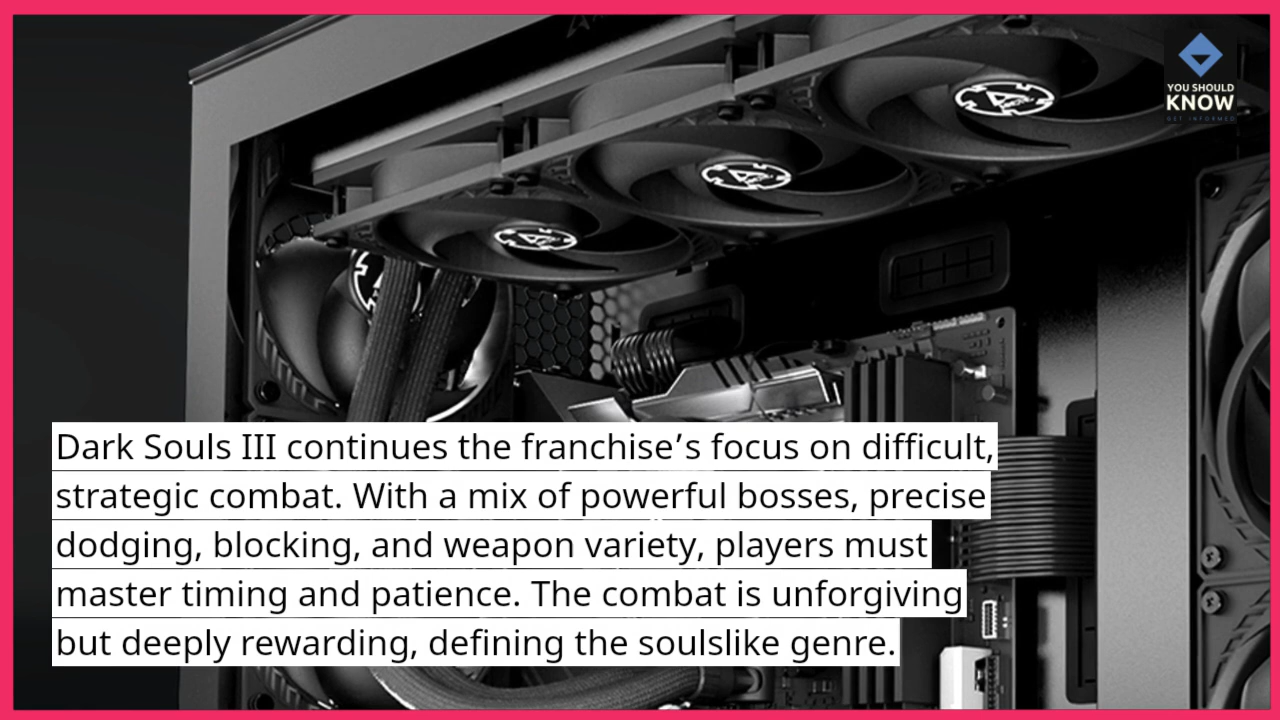 YOU SHOULD
KNOW
GET INFORMED
Dark Souls III continues the franchise’s focus on difficult,
strategic combat. With a mix of powerful bosses, precise
dodging, blocking, and weapon variety, players must
master timing and patience. The combat is unforgiving
but deeply rewarding, defining the soulslike genre.